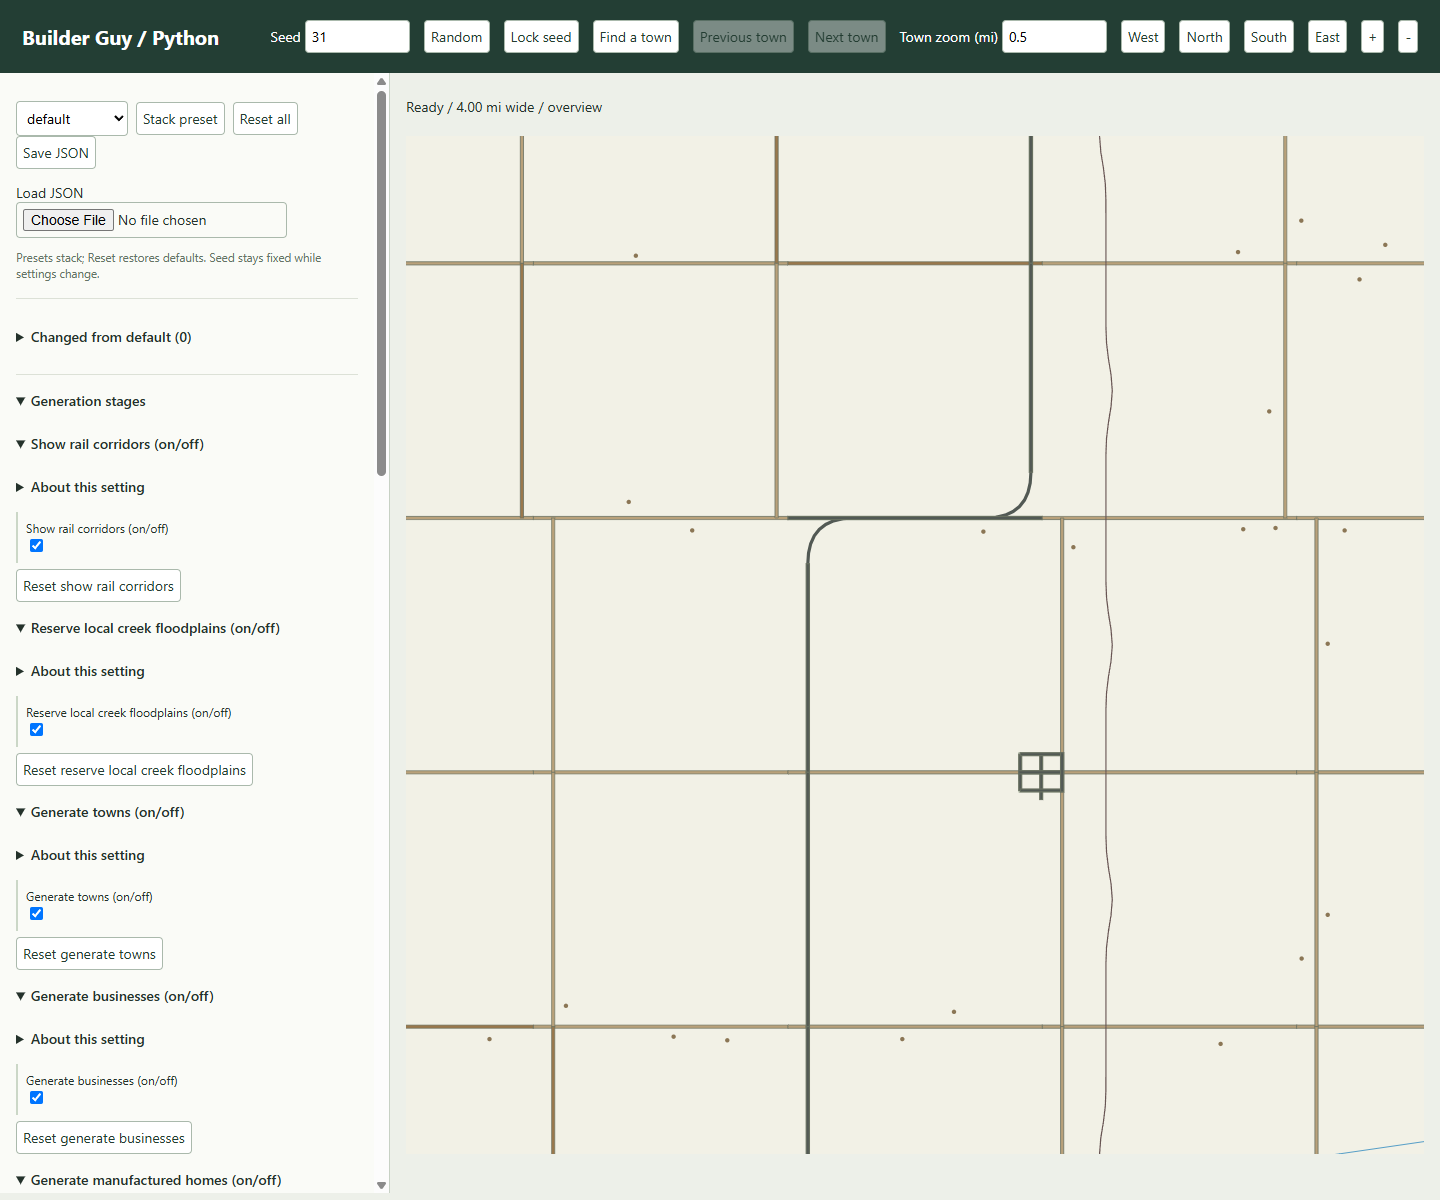 Builder Guy / Python
Seed 31 Random Lock seed Find a town Previous town Next town Town zoom (mi) 0.5 West North South East + -
default Stack preset Reset all
Save JSON
Load JSON
Choose File No file chosen
Presets stack; Reset restores defaults. Seed stays fixed while
settings change.
Changed from default (0)
Generation stages
Show rail corridors (on/off)
About this setting
Show rail corridors (on/off)
Reset show rail corridors
Reserve local creek floodplains (on/off)
About this setting
Reserve local creek floodplains (on/off)
Reset reserve local creek floodplains
Generate towns (on/off)
About this setting
Generate towns (on/off)
Reset generate towns
Generate businesses (on/off)
About this setting
Generate businesses (on/off)
Reset generate businesses
Generate manufactured homes (on/off)
Ready / 4.00 mi wide / overview